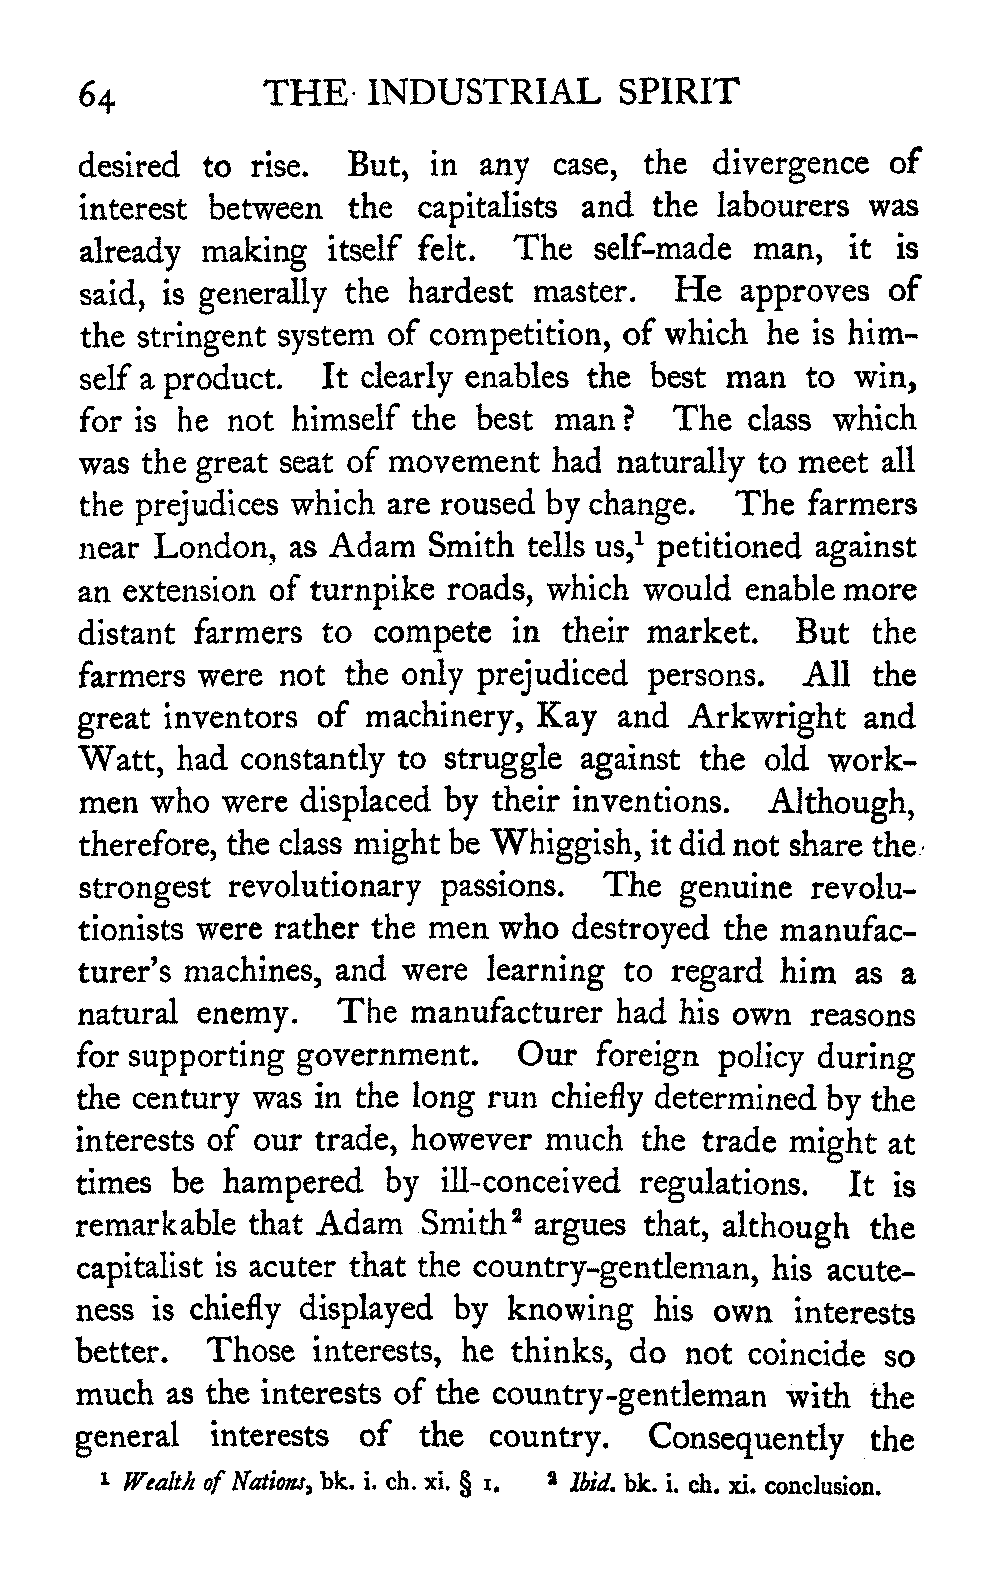 64 THE INDUSTRIAL SPIRIT
desired to rise. But, in any case, the divergence of
interest between the capitalists and the labourers was
already making itself felt. The self-made man, it is
said, is generally the hardest master. He approves of
the stringent system of competition, of which he is him-
self a product. It clearly enables the best man to win,
for is he not himself the best man? The class which
was the great seat of movement had naturally to meet all
the prejudices which are roused by change. The farmers
near London, as Adam Smith tells us,¹ petitioned against
an extension of turnpike roads, which would enable more
distant farmers to compete in their market. But the
farmers were not the only prejudiced persons. All the
great inventors of machinery, Kay and Arkwright and
Watt, had constantly to struggle against the old work-
men who were displaced by their inventions. Although,
therefore, the class might be Whiggish, it did not share the
strongest revolutionary passions. The genuine revolu-
tionists were rather the men who destroyed the manufac-
turer's machines, and were learning to regard him as a
natural enemy. The manufacturer had his own reasons
for supporting government. Our foreign policy during
the century was in the long run chiefly determined by the
interests of our trade, however much the trade might at
times be hampered by ill-conceived regulations. It is
remarkable that Adam Smith² argues that, although the
capitalist is acuter that the country-gentleman, his acute-
ness is chiefly displayed by knowing his own interests
better. Those interests, he thinks, do not coincide so
much as the interests of the country-gentleman with the
general interests of the country. Consequently the
¹ Wealth of Nations, bk. i. ch. xi. § 1. ² Ibid. bk. i. ch. xi. conclusion.